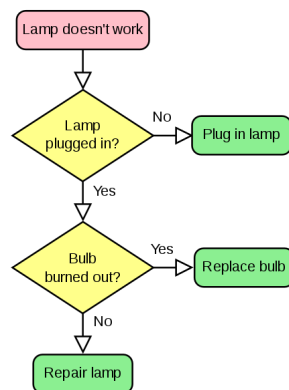 Lamp doesn't work
Lamp
plugged in?
No
Plug in lamp
Yes
Bulb
burned out?
Yes
Replace bulb
No
Repair lamp